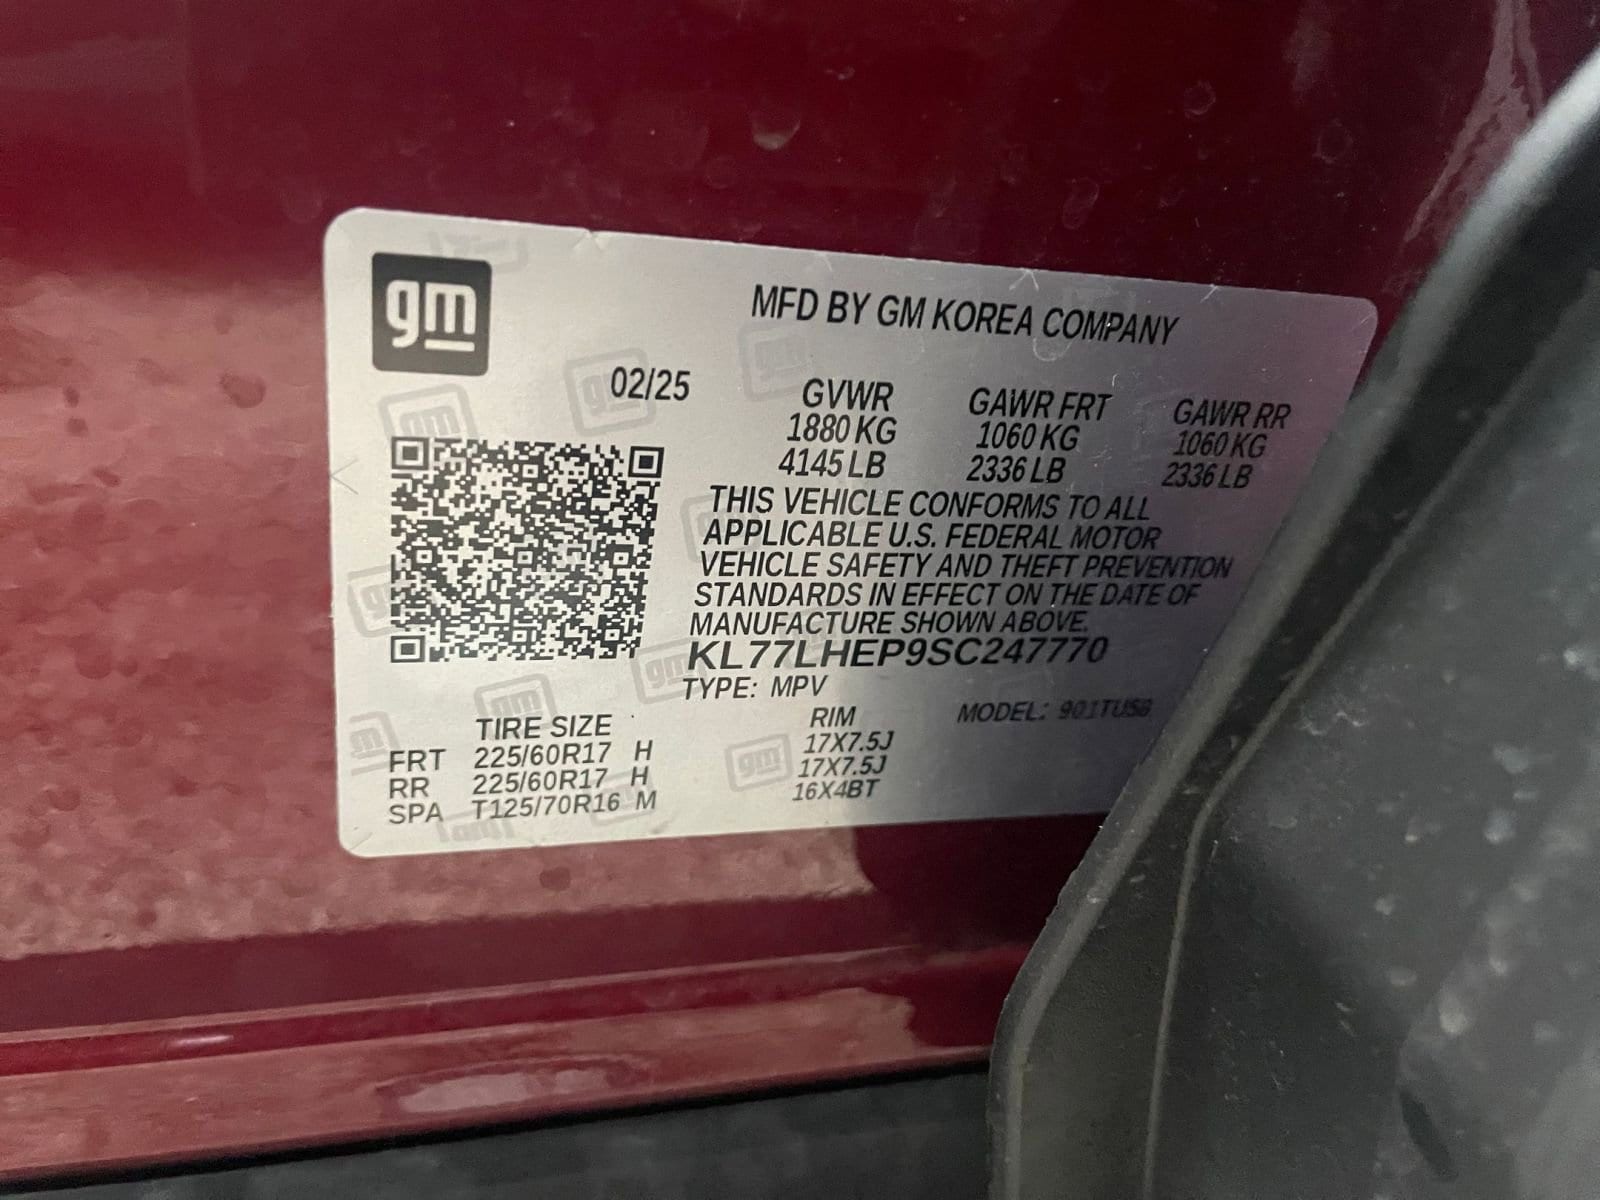 gm
MFD BY GM KOREA COMPANY
02/25 GVWR GAWR FRT GAWR RR
1880 KG 1060 KG 1060 KG
4145 LB 2336 LB 2336 LB
THIS VEHICLE CONFORMS TO ALL
APPLICABLE U.S. FEDERAL MOTOR
VEHICLE SAFETY AND THEFT PREVENTION
STANDARDS IN EFFECT ON THE DATE OF
MANUFACTURE SHOWN ABOVE.
KL77LHEP9SC247770
TYPE: MPV
MODEL: 901TUSB
TIRE SIZE RIM
FRT 225/60R17 H 17X7.5J
RR 225/60R17 H 17X7.5J
SPA T125/70R16 M 16X4BT